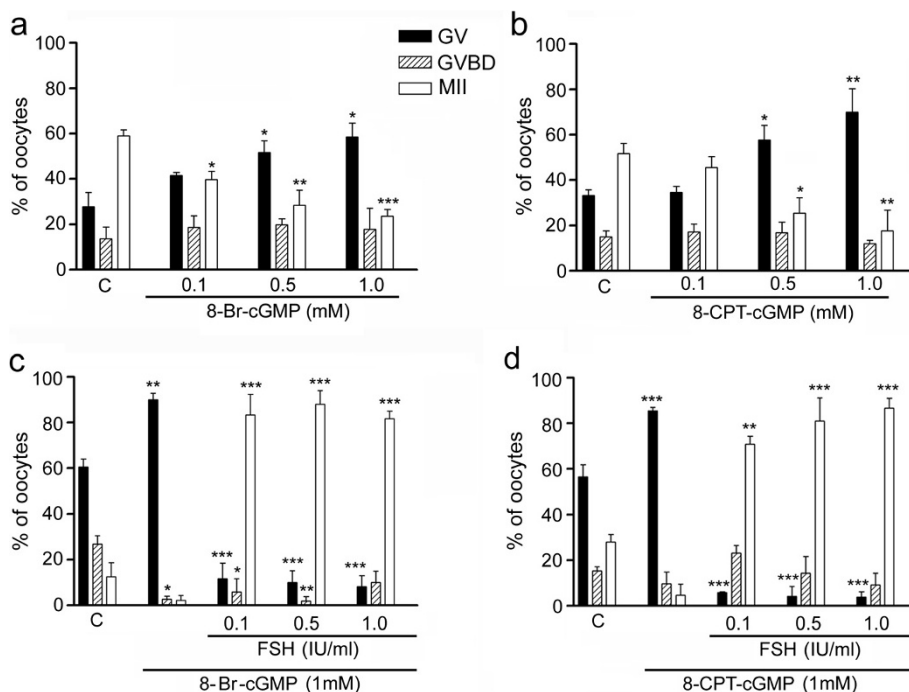 a
100
80
60
40
20
0
% of oocytes
* * *
* ** ***
C 0.1 0.5 1.0
8-Br-cGMP (mM)
GV
GVBD
MII
b
100
80
60
40
20
0
% of oocytes
* **
* **
C 0.1 0.5 1.0
8-CPT-cGMP (mM)
c
100
80
60
40
20
0
% of oocytes
** *** *** ***
*** *** ***
* * **
C 0.1 0.5 1.0
FSH (IU/ml)
8-Br-cGMP (1mM)
d
100
80
60
40
20
0
% of oocytes
*** ** *** ***
*** *** ***
C 0.1 0.5 1.0
FSH (IU/ml)
8-CPT-cGMP (1mM)